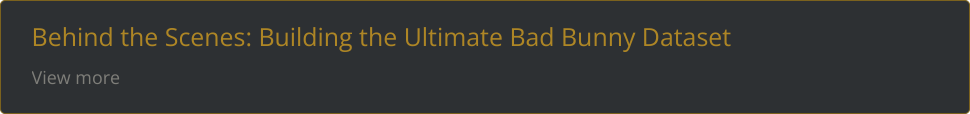 Behind the Scenes: Building the Ultimate Bad Bunny Dataset
View more